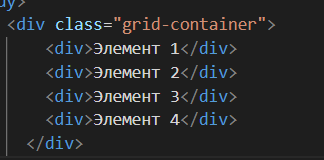 dy>
<div class="grid-container">
<div>Элемент 1</div>
<div>Элемент 2</div>
<div>Элемент 3</div>
<div>Элемент 4</div>
</div>